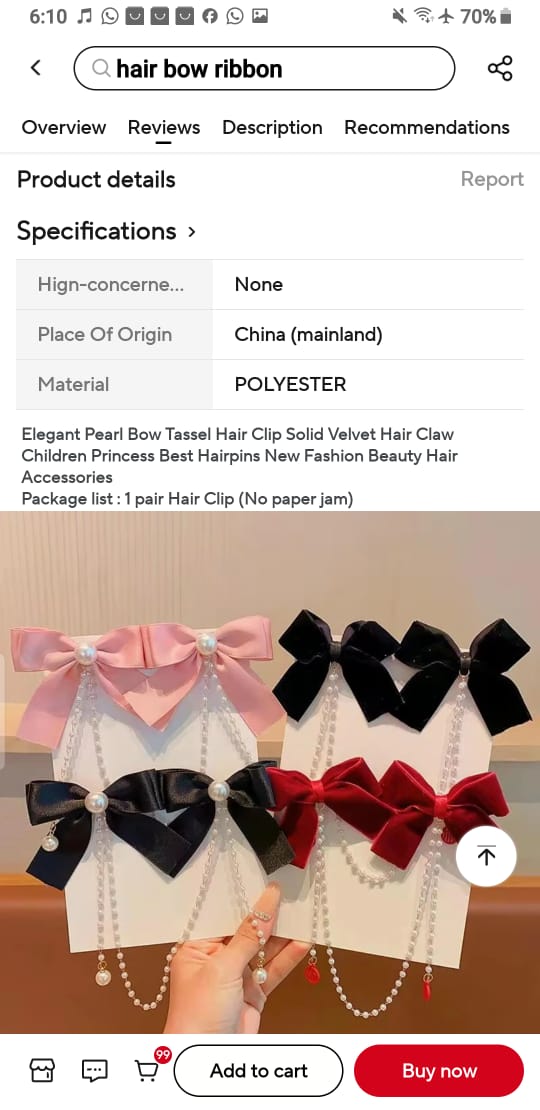 6:10
70%
hair bow ribbon
Overview Reviews Description Recommendations
Product details Report
Specifications
Hign-concerne... None
Place Of Origin China (mainland)
Material POLYESTER
Elegant Pearl Bow Tassel Hair Clip Solid Velvet Hair Claw
Children Princess Best Hairpins New Fashion Beauty Hair
Accessories
Package list : 1 pair Hair Clip (No paper jam)
99
Add to cart Buy now